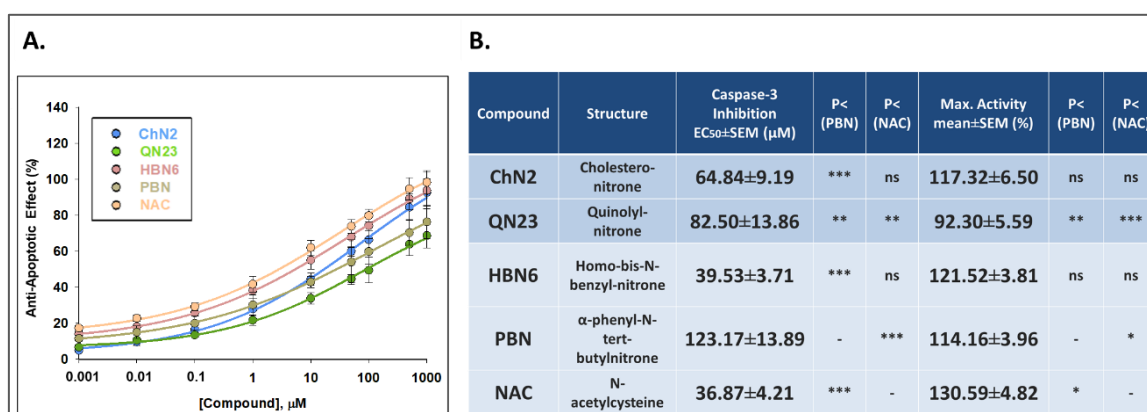 A.
Anti-Apoptotic Effect (%)
140
120
100
80
60
40
20
0
ChN2
QN23
HBN6
PBN
NAC
0.001 0.01 0.1 1 10 100 1000
[Compound], µM
B.
Compound Structure Caspase-3 Inhibition EC50±SEM (µM) P< (PBN) P< (NAC) Max. Activity mean±SEM (%) P< (PBN) P< (NAC)
ChN2 Cholestero-nitrone 64.84±9.19 *** ns 117.32±6.50 ns ns
QN23 Quinolyl-nitrone 82.50±13.86 ** ** 92.30±5.59 ** ***
HBN6 Homo-bis-N-benzyl-nitrone 39.53±3.71 *** ns 121.52±3.81 ns ns
PBN α-phenyl-N-tert-butylnitrone 123.17±13.89 - *** 114.16±3.96 - *
NAC N-acetylcysteine 36.87±4.21 *** - 130.59±4.82 * -